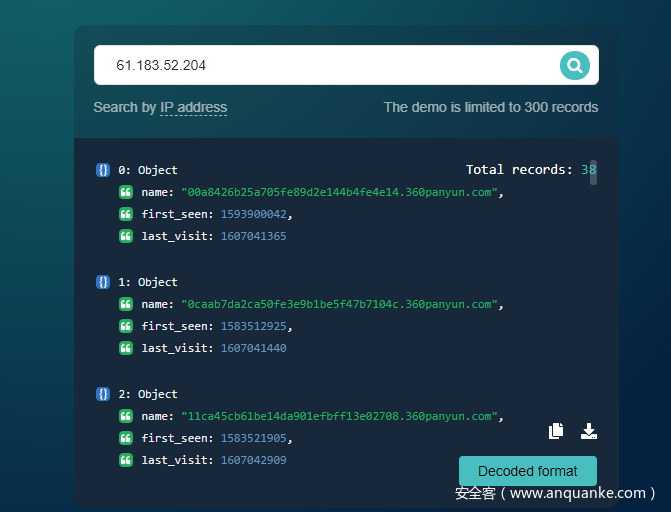 61.183.52.204
Search by IP address
The demo is limited to 300 records
Total records: 38
0: Object
name: "00a8426b25a705fe89d2e144b4fe4e14.360panyun.com",
first_seen: 1593900042,
last_visit: 1607041365
1: Object
name: "0caab7da2ca50fe3e9b1be5f47b7104c.360panyun.com",
first_seen: 1583512925,
last_visit: 1607041440
2: Object
name: "11ca45cb61be14da901efbff13e02708.360panyun.com",
first_seen: 1583521905,
last_visit: 1607042909
Decoded format
安全客（www.anquanke.com）